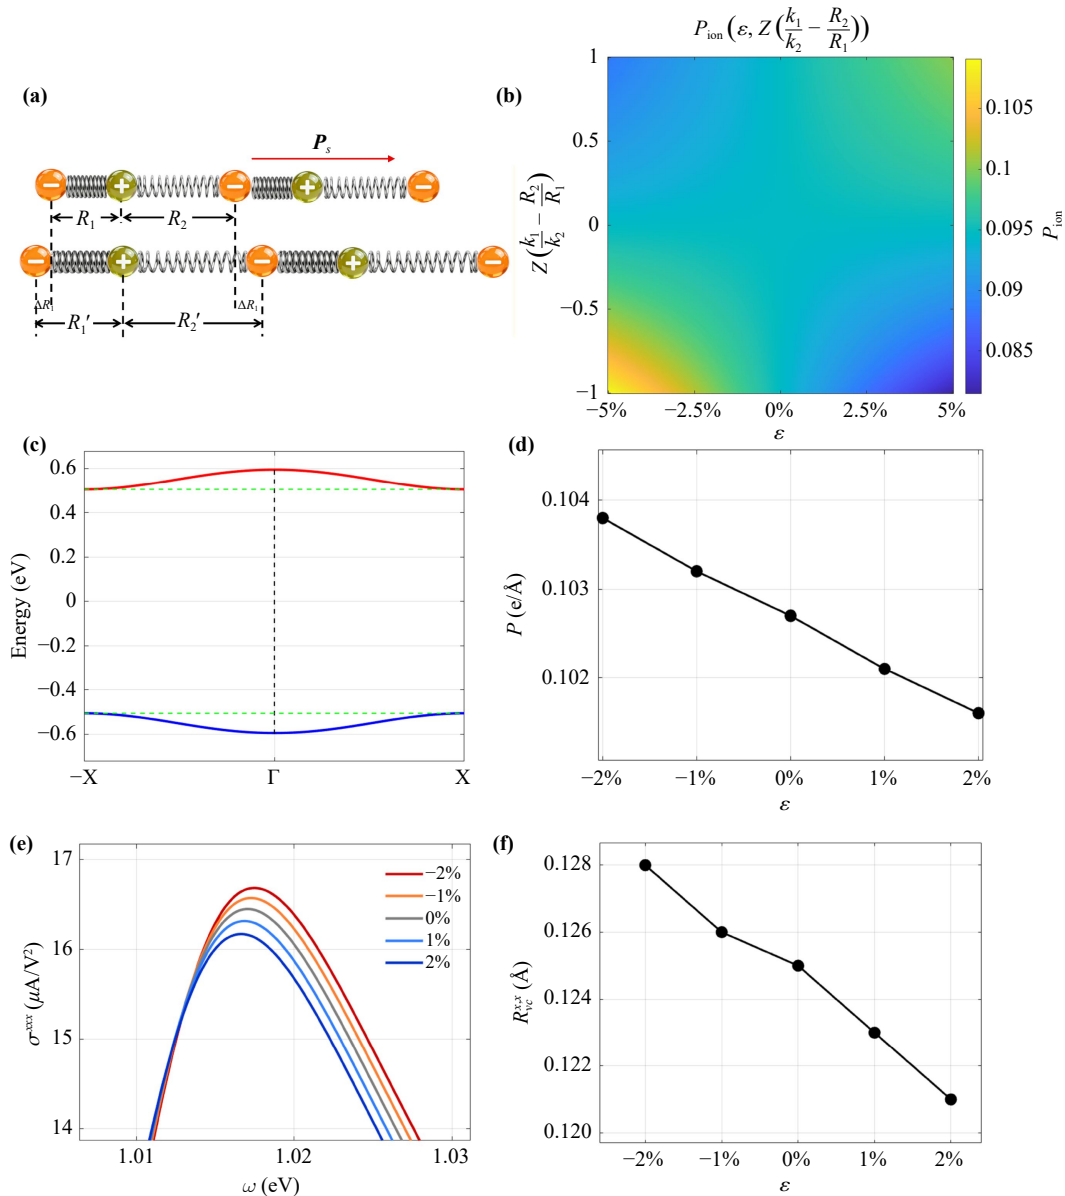 (a)
P_s
R_1
R_2
ΔR_1
ΔR_1
R_1′
R_2′
(b)
P_ion (ε, Z (k_1/k_2 − R_2/R_1))
1
0.5
0
−0.5
−1
Z (k_1/k_2 − R_2/R_1)
−5%
−2.5%
0%
2.5%
5%
ε
0.105
0.1
0.095
0.09
0.085
P_ion
(c)
0.6
0.4
0.2
0
−0.2
−0.4
−0.6
Energy (eV)
−X
Γ
X
(d)
0.104
0.103
0.102
P (e/Å)
−2%
−1%
0%
1%
2%
ε
(e)
17
16
15
14
σ^xxx (μA/V²)
−2%
−1%
0%
1%
2%
1.01
1.02
1.03
ω (eV)
(f)
0.128
0.126
0.124
0.122
0.120
R_vc^x,x (Å)
−2%
−1%
0%
1%
2%
ε